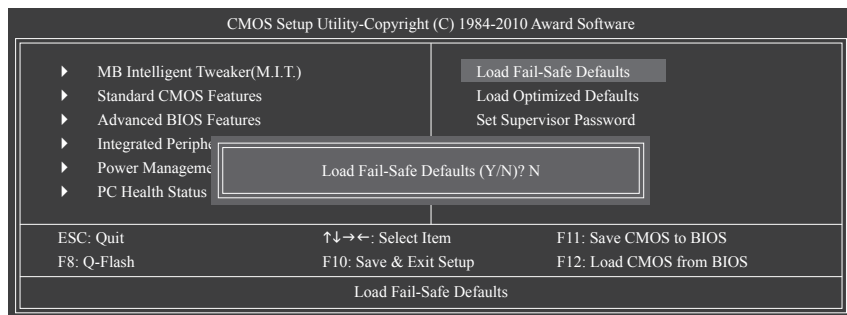 CMOS Setup Utility-Copyright (C) 1984-2010 Award Software
MB Intelligent Tweaker(M.I.T.)
Standard CMOS Features
Advanced BIOS Features
Integrated Periphe
Power Manageme
PC Health Status
Load Fail-Safe Defaults
Load Optimized Defaults
Set Supervisor Password
Load Fail-Safe Defaults (Y/N)? N
ESC: Quit ↑↓→←: Select Item F11: Save CMOS to BIOS
F8: Q-Flash F10: Save & Exit Setup F12: Load CMOS from BIOS
Load Fail-Safe Defaults